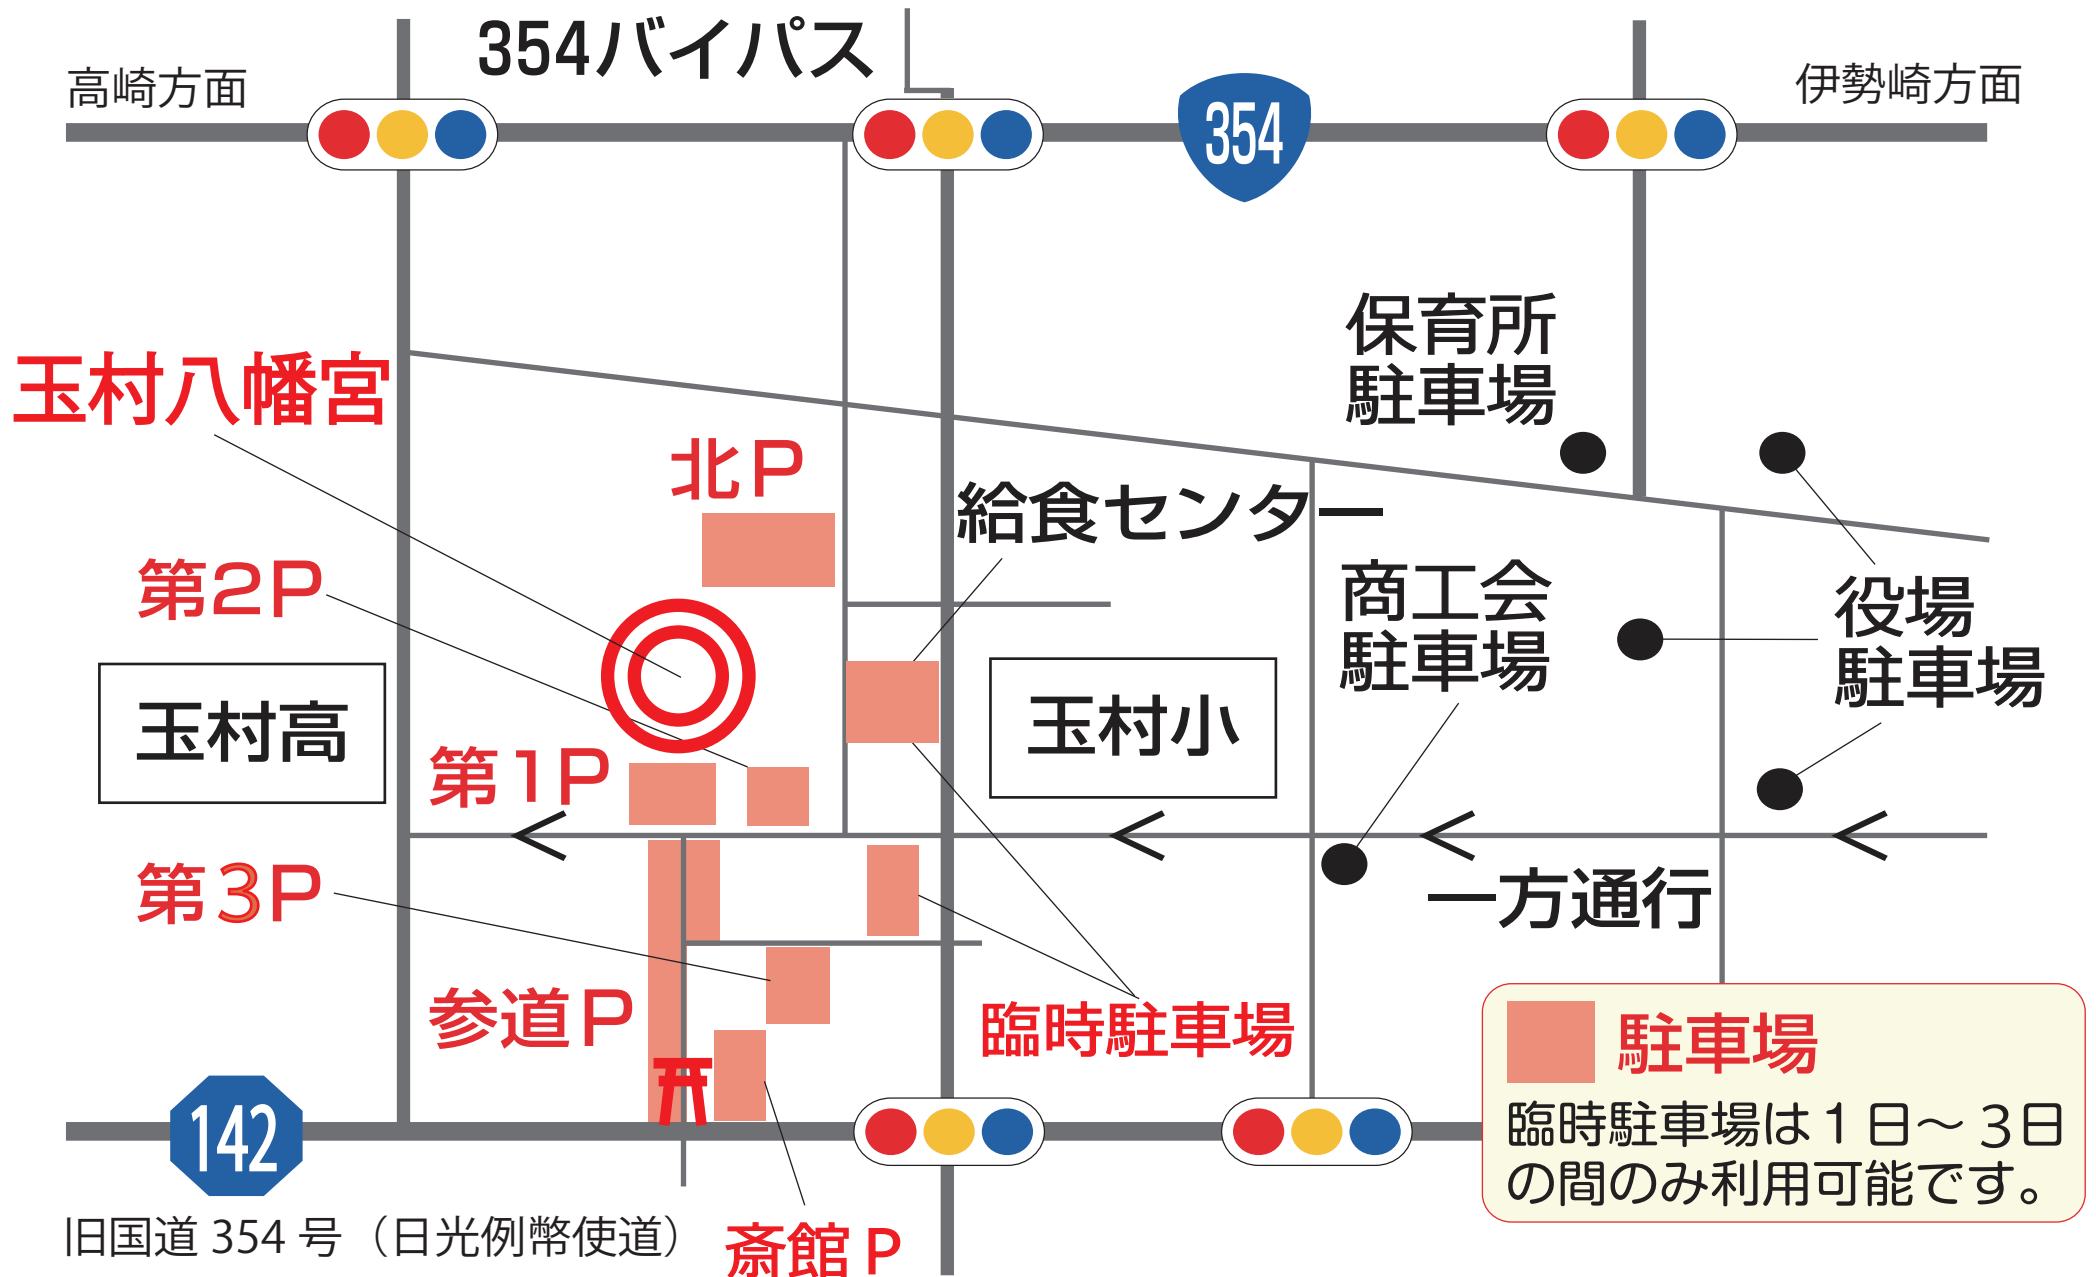 354バイパス
高崎方面
伊勢崎方面
354
保育所
駐車場
玉村八幡宮
北P
給食センター
第2P
商工会
駐車場
役場
駐車場
玉村高
玉村小
第1P
第3P
一方通行
参道P
臨時駐車場
駐車場
142
臨時駐車場は1日～3日
の間のみ利用可能です。
旧国道354号（日光例幣使道）
斎館P